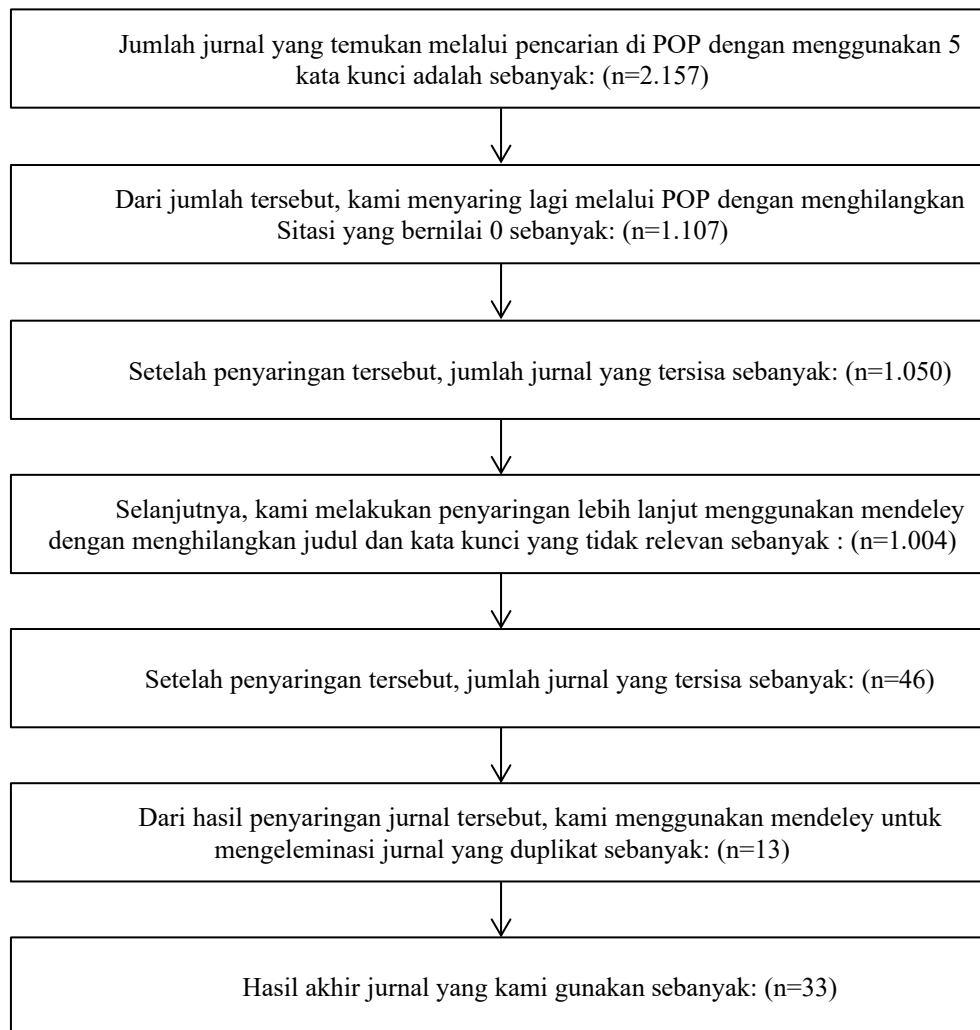 Jumlah jurnal yang temukan melalui pencarian di POP dengan menggunakan 5
kata kunci adalah sebanyak: (n=2.157)
Dari jumlah tersebut, kami menyaring lagi melalui POP dengan menghilangkan
Sitasi yang bernilai 0 sebanyak: (n=1.107)
Setelah penyaringan tersebut, jumlah jurnal yang tersisa sebanyak: (n=1.050)
Selanjutnya, kami melakukan penyaringan lebih lanjut menggunakan mendeley
dengan menghilangkan judul dan kata kunci yang tidak relevan sebanyak : (n=1.004)
Setelah penyaringan tersebut, jumlah jurnal yang tersisa sebanyak: (n=46)
Dari hasil penyaringan jurnal tersebut, kami menggunakan mendeley untuk
mengeleminasi jurnal yang duplikat sebanyak: (n=13)
Hasil akhir jurnal yang kami gunakan sebanyak: (n=33)